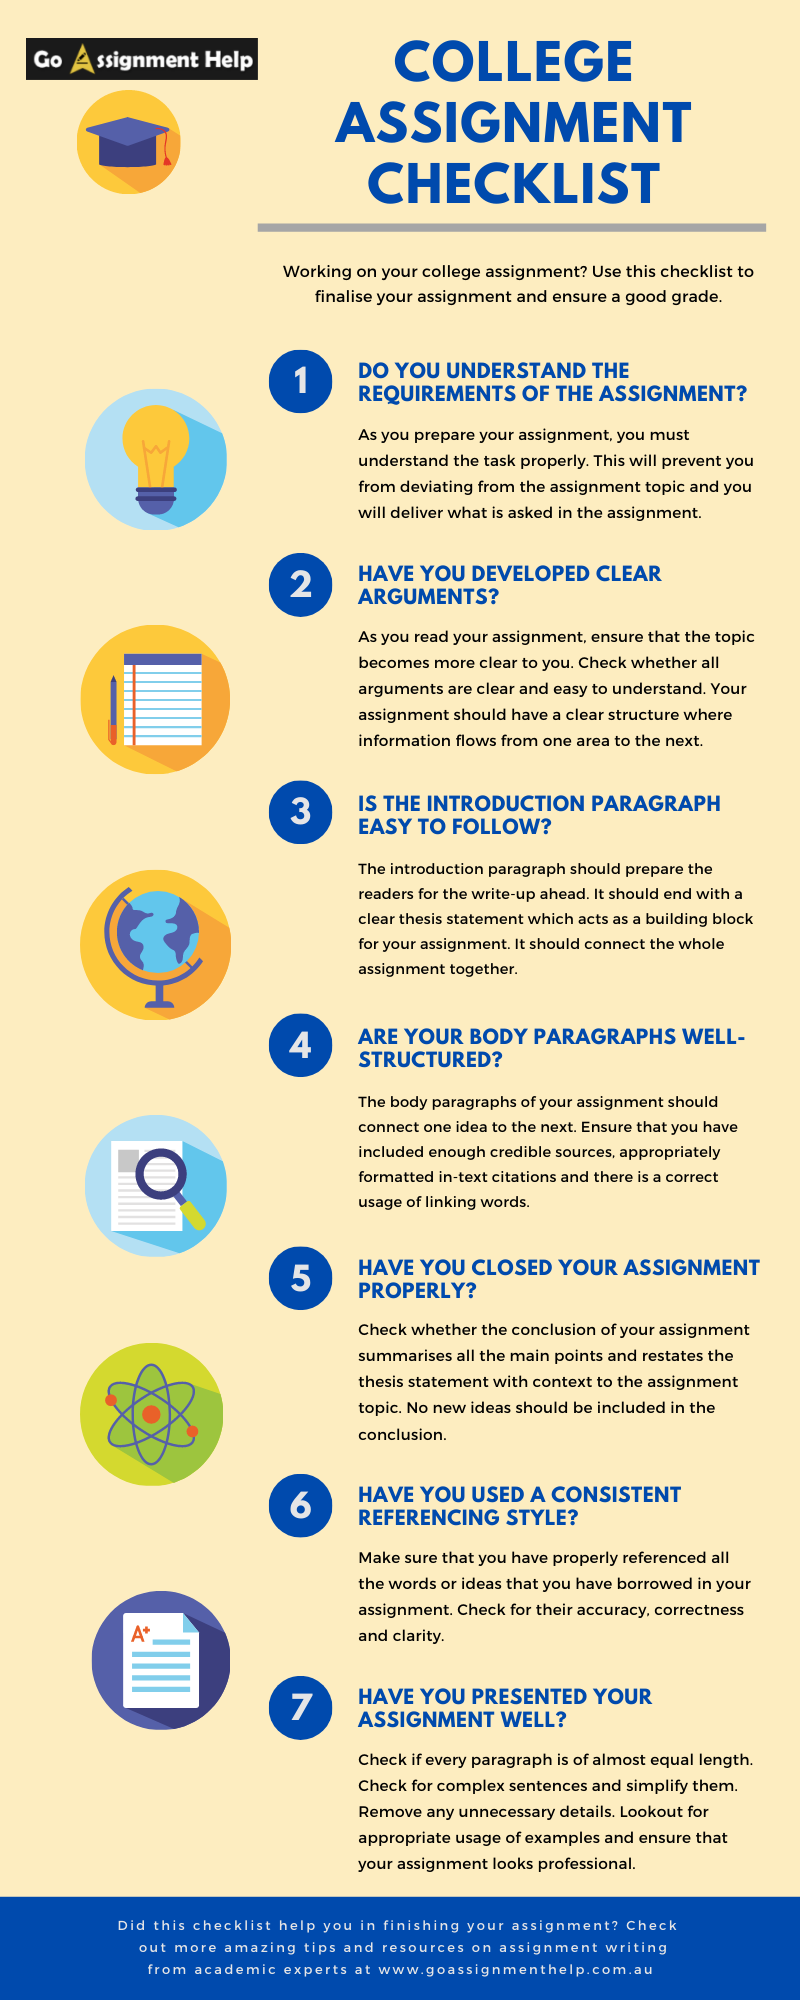 Go Assignment Help
COLLEGE
ASSIGNMENT
CHECKLIST
Working on your college assignment? Use this checklist to
finalise your assignment and ensure a good grade.
1
DO YOU UNDERSTAND THE
REQUIREMENTS OF THE ASSIGNMENT?
As you prepare your assignment, you must
understand the task properly. This will prevent you
from deviating from the assignment topic and you
will deliver what is asked in the assignment.
2
HAVE YOU DEVELOPED CLEAR
ARGUMENTS?
As you read your assignment, ensure that the topic
becomes more clear to you. Check whether all
arguments are clear and easy to understand. Your
assignment should have a clear structure where
information flows from one area to the next.
3
IS THE INTRODUCTION PARAGRAPH
EASY TO FOLLOW?
The introduction paragraph should prepare the
readers for the write-up ahead. It should end with a
clear thesis statement which acts as a building block
for your assignment. It should connect the whole
assignment together.
4
ARE YOUR BODY PARAGRAPHS WELL-
STRUCTURED?
The body paragraphs of your assignment should
connect one idea to the next. Ensure that you have
included enough credible sources, appropriately
formatted in-text citations and there is a correct
usage of linking words.
5
HAVE YOU CLOSED YOUR ASSIGNMENT
PROPERLY?
Check whether the conclusion of your assignment
summarises all the main points and restates the
thesis statement with context to the assignment
topic. No new ideas should be included in the
conclusion.
6
HAVE YOU USED A CONSISTENT
REFERENCING STYLE?
Make sure that you have properly referenced all
the words or ideas that you have borrowed in your
assignment. Check for their accuracy, correctness
and clarity.
A+
7
HAVE YOU PRESENTED YOUR
ASSIGNMENT WELL?
Check if every paragraph is of almost equal length.
Check for complex sentences and simplify them.
Remove any unnecessary details. Lookout for
appropriate usage of examples and ensure that
your assignment looks professional.
Did this checklist help you in finishing your assignment? Check
out more amazing tips and resources on assignment writing
from academic experts at www.goassignmenthelp.com.au